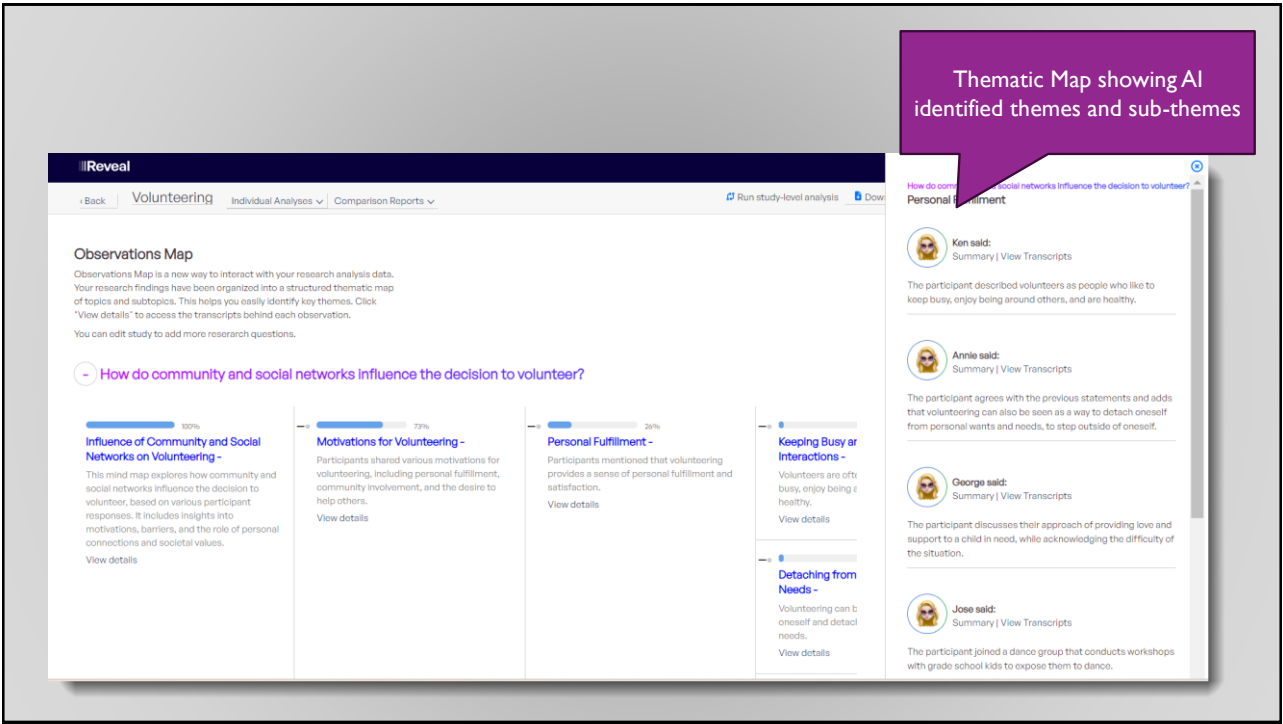 Thematic Map showing AI
identified themes and sub-themes
Reveal
‹ Back
Volunteering
Individual Analyses
Comparison Reports
Run study-level analysis
Observations Map
Observations Map is a new way to interact with your research analysis data.
Your research findings have been organized into a structured thematic map
of topics and subtopics. This helps you easily identify key themes. Click
"View details" to access the transcripts behind each observation.
You can edit study to add more reserarch questions.
- How do community and social networks influence the decision to volunteer?
100%
Influence of Community and Social
Networks on Volunteering -
This mind map explores how community and
social networks influence the decision to
volunteer, based on various participant
responses. It includes insights into
motivations, barriers, and the role of personal
connections and societal values.
View details
73%
Motivations for Volunteering -
Participants shared various motivations for
volunteering, including personal fulfillment,
community involvement, and the desire to
help others.
View details
26%
Personal Fulfillment -
Participants mentioned that volunteering
provides a sense of personal fulfillment and
satisfaction.
View details
Keeping Busy
Interactions -
Volunteers are
busy, enjoy being
healthy.
View details
Detaching from
Needs -
Volunteering can
oneself and
needs.
View details
How do social networks influence the decision to volunteer?
Personal
Ken said:
Summary | View Transcripts
The participant described volunteers as people who like to
keep busy, enjoy being around others, and are healthy.
Annie said:
Summary | View Transcripts
The participant agrees with the previous statements and adds
that volunteering can also be seen as a way to detach oneself
from personal wants and needs, to step outside of oneself.
George said:
Summary | View Transcripts
The participant discusses their approach of providing love and
support to a child in need, while acknowledging the difficulty of
the situation.
Jose said:
Summary | View Transcripts
The participant joined a dance group that conducts workshops
with grade school kids to expose them to dance.